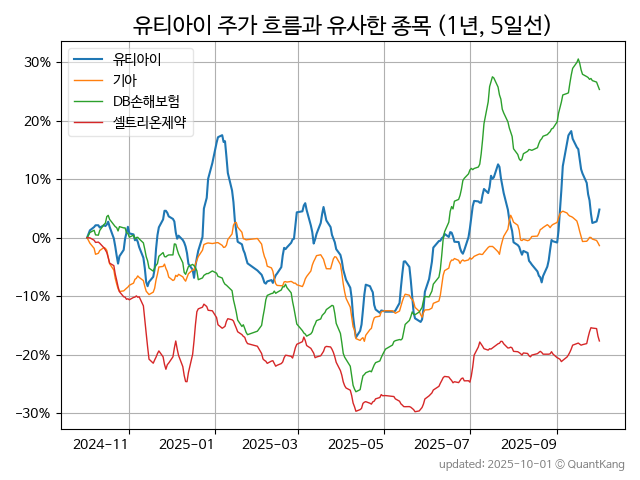 유티아이 주가 흐름과 유사한 종목 (1년, 5일선)
유티아이
기아
DB손해보험
셀트리온제약
30%
20%
10%
0%
−10%
−20%
−30%
2024-11
2025-01
2025-03
2025-05
2025-07
2025-09
updated: 2025-10-01 © QuantKang